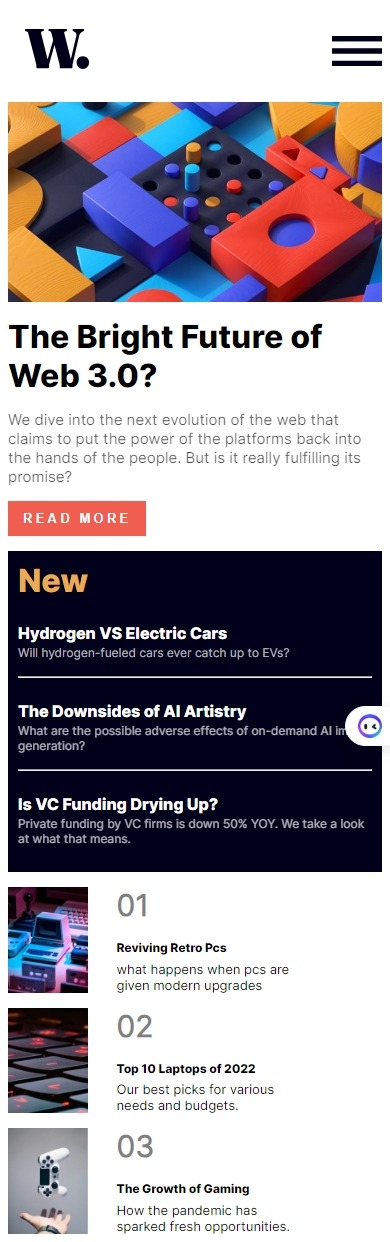 W.
The Bright Future of
Web 3.0?
We dive into the next evolution of the web that
claims to put the power of the platforms back into
the hands of the people. But is it really fulfilling its
promise?
READ MORE
New
Hydrogen VS Electric Cars
Will hydrogen-fueled cars ever catch up to EVs?
The Downsides of AI Artistry
What are the possible adverse effects of on-demand AI
generation?
Is VC Funding Drying Up?
Private funding by VC firms is down 50% YOY. We take a look
at what that means.
01
Reviving Retro Pcs
what happens when pcs are
given modern upgrades
02
Top 10 Laptops of 2022
Our best picks for various
needs and budgets.
03
The Growth of Gaming
How the pandemic has
sparked fresh opportunities.